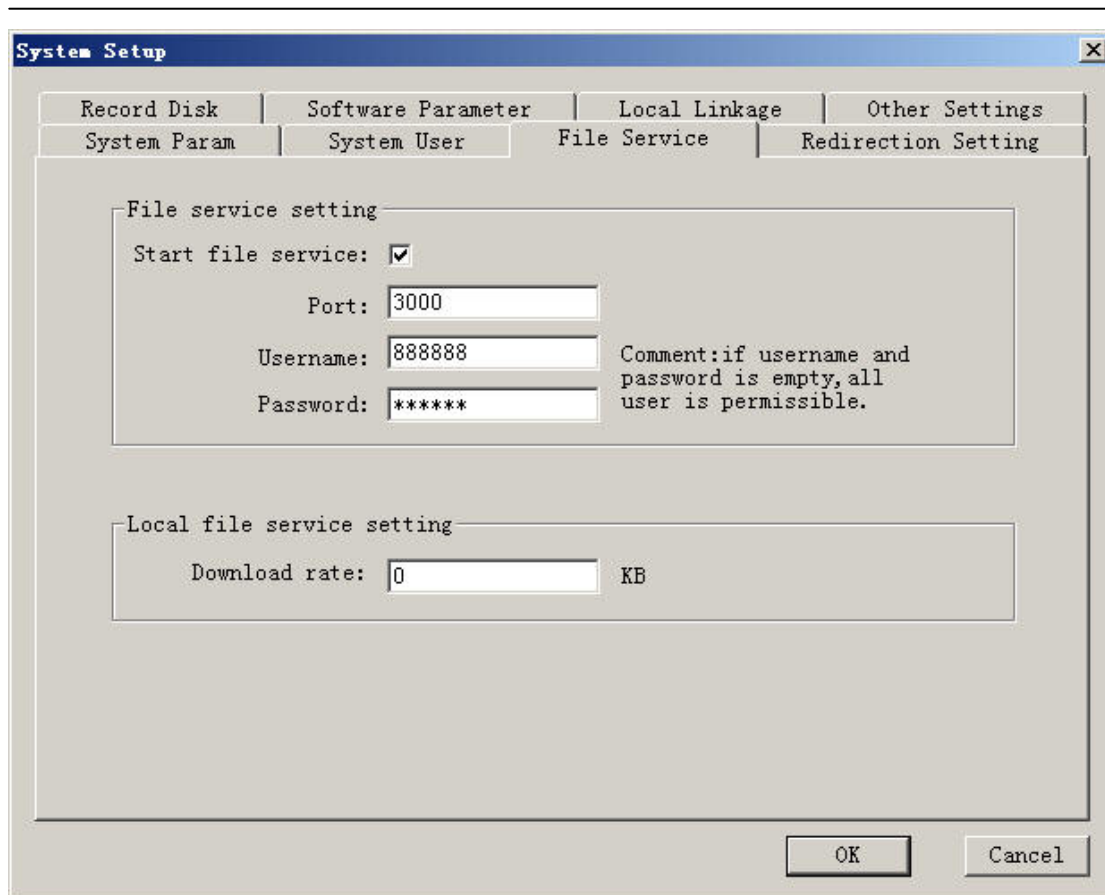 System Setup
Record Disk Software Parameter Local Linkage Other Settings
System Param System User File Service Redirection Setting
File service setting
Start file service:
Port: 3000
Username: 888888
Password: ******
Comment:if username and
password is empty,all
user is permissible.
Local file service setting
Download rate: 0 KB
OK Cancel